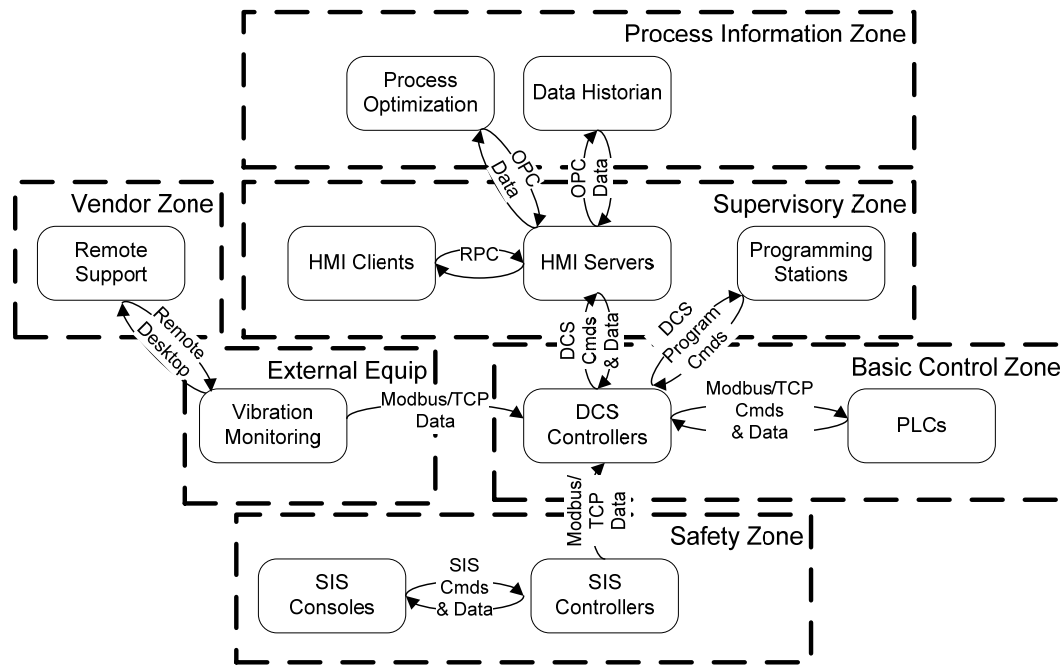 Process Information Zone
Process
Optimization
Data Historian
OPC
Data
OPC
Data
Vendor Zone
Remote
Support
Supervisory Zone
HMI Clients
RPC
HMI Servers
Programming
Stations
Remote
Desktop
DCS
Cmds
& Data
DCS
Program
Cmds
External Equip
Vibration
Monitoring
Modbus/TCP
Data
Basic Control Zone
DCS
Controllers
Modbus/TCP
Cmds
& Data
PLCs
Modbus/
TCP
Data
Safety Zone
SIS
Consoles
SIS
Cmds
& Data
SIS
Controllers